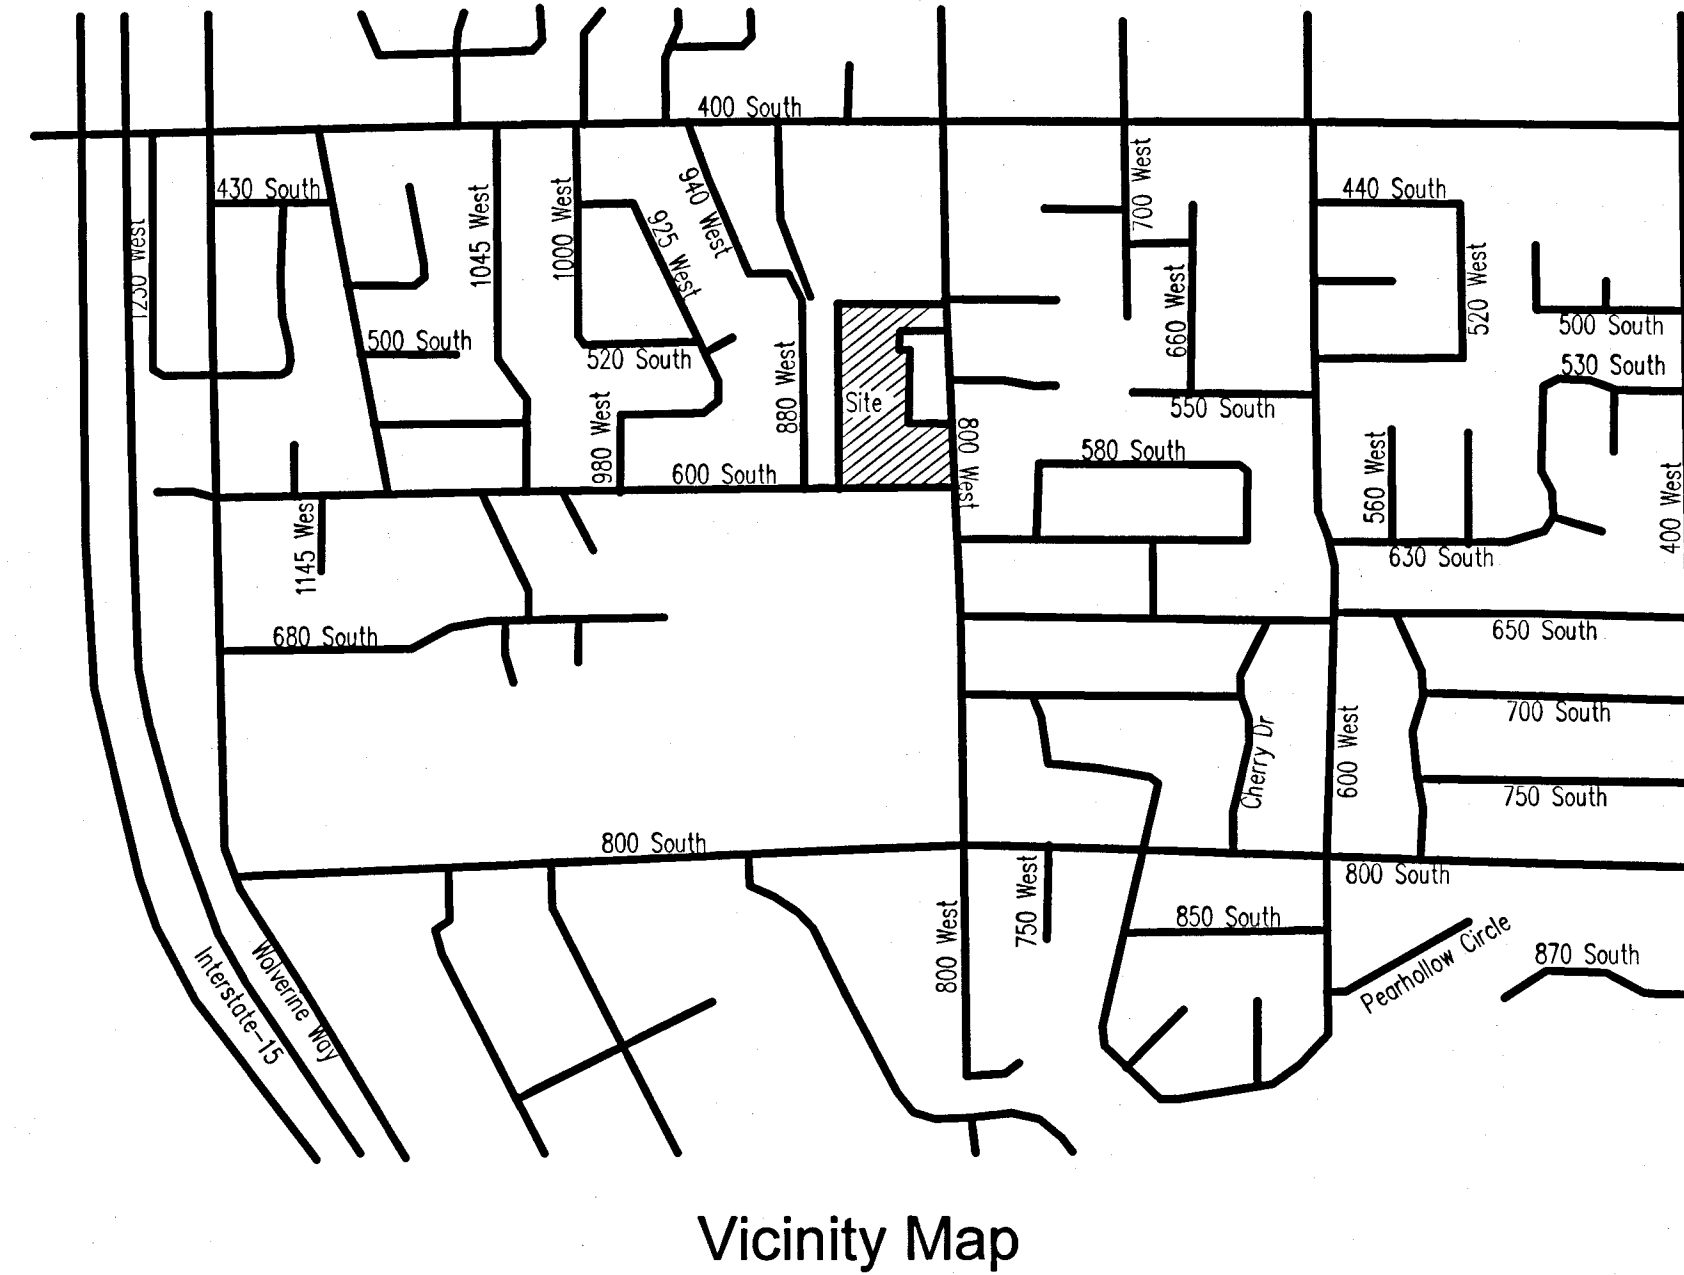 400 South
700 West
430 South
440 South
940 West
1045 West
1000 West
925 West
1230 West
520 West
660 West
500 South
500 South
520 South
530 South
880 West
Site
550 South
980 West
800 West
580 South
560 West
600 South
400 West
1145 Wes
630 South
680 South
650 South
700 South
Cherry Dr
600 West
750 South
800 South
800 South
750 West
850 South
800 West
Pearhollow Circle
870 South
Wolverine Way
Interstate-15
Vicinity Map